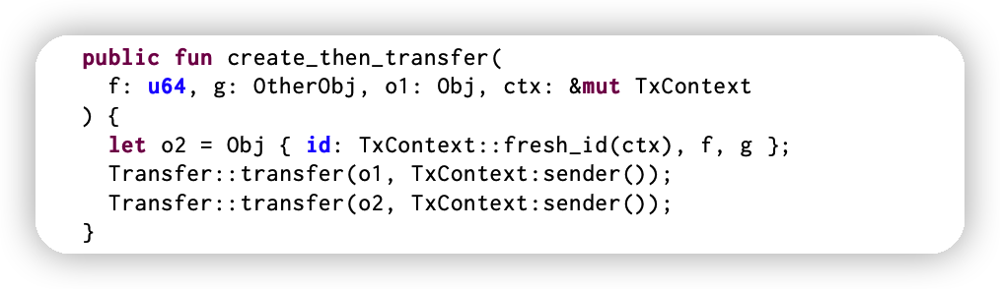 public fun create_then_transfer(
f: u64, g: OtherObj, o1: Obj, ctx: &mut TxContext
) {
let o2 = Obj { id: TxContext::fresh_id(ctx), f, g };
Transfer::transfer(o1, TxContext:sender());
Transfer::transfer(o2, TxContext:sender());
}